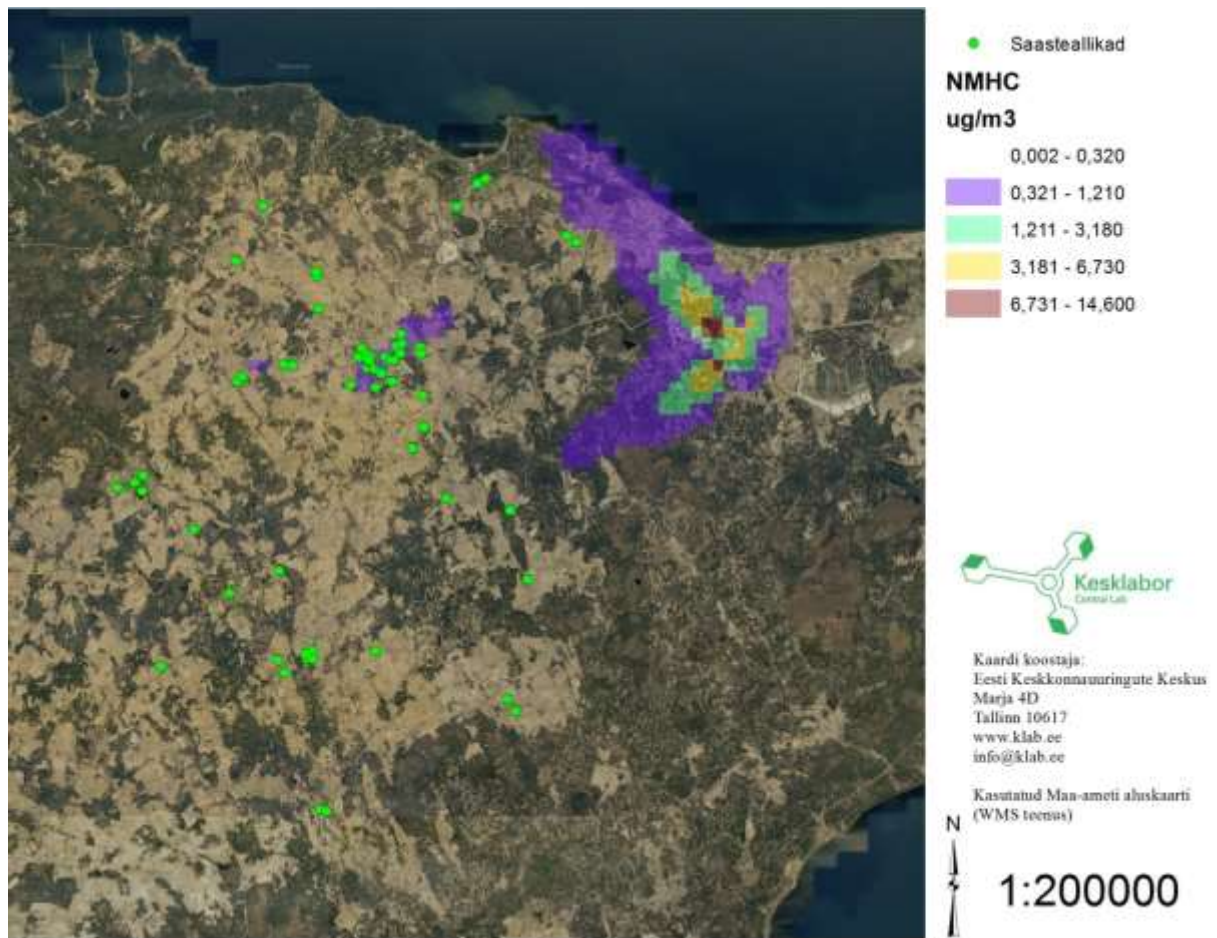 Saasteallikad
NMHC
ug/m3
0,002 - 0,320
0,321 - 1,210
1,211 - 3,180
3,181 - 6,730
6,731 - 14,600
Kesklabor
Central Lab
Kaardi koostaja:
Eesti Keskkonnauuringute Keskus
Marja 4D
Tallinn 10617
www.klab.ee
info@klab.ee
Kasutatud Maa-ameti aluskaarti
(WMS teenus)
N
1:200000